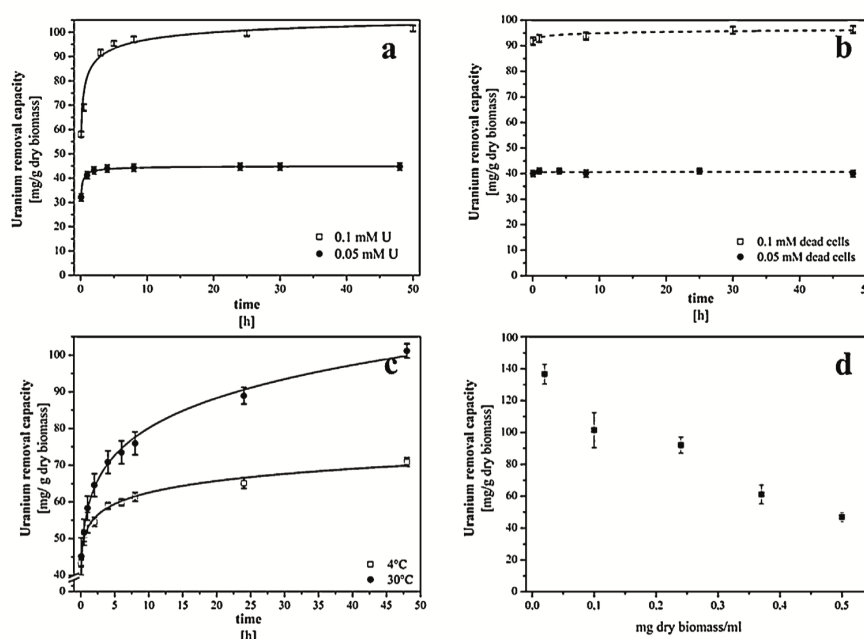 a
Uranium removal capacity
[mg/g dry biomass]
100
90
80
70
60
50
40
30
20
10
0
0.1 mM U
0.05 mM U
0 10 20 30 40 50
time
[h]
b
Uranium removal capacity
[mg/g dry biomass]
100
90
80
70
60
50
40
30
20
10
0
0.1 mM dead cells
0.05 mM dead cells
0 10 20 30 40
time
[h]
c
Uranium removal capacity
[mg/ g dry biomass]
110
100
90
80
70
60
50
40
0
4°C
30°C
0 5 10 15 20 25 30 35 40 45 50
time
[h]
d
Uranium removal capacity
[mg/g dry biomass]
160
140
120
100
80
60
40
20
0
0,0 0,1 0,2 0,3 0,4 0,5
mg dry biomass/ml